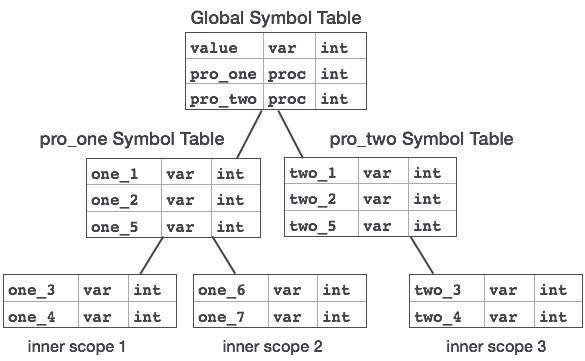 Global Symbol Table
value var int
pro_one proc int
pro_two proc int
pro_one Symbol Table
one_1 var int
one_2 var int
one_5 var int
pro_two Symbol Table
two_1 var int
two_2 var int
two_5 var int
one_3 var int
one_4 var int
inner scope 1
one_6 var int
one_7 var int
inner scope 2
two_3 var int
two_4 var int
inner scope 3